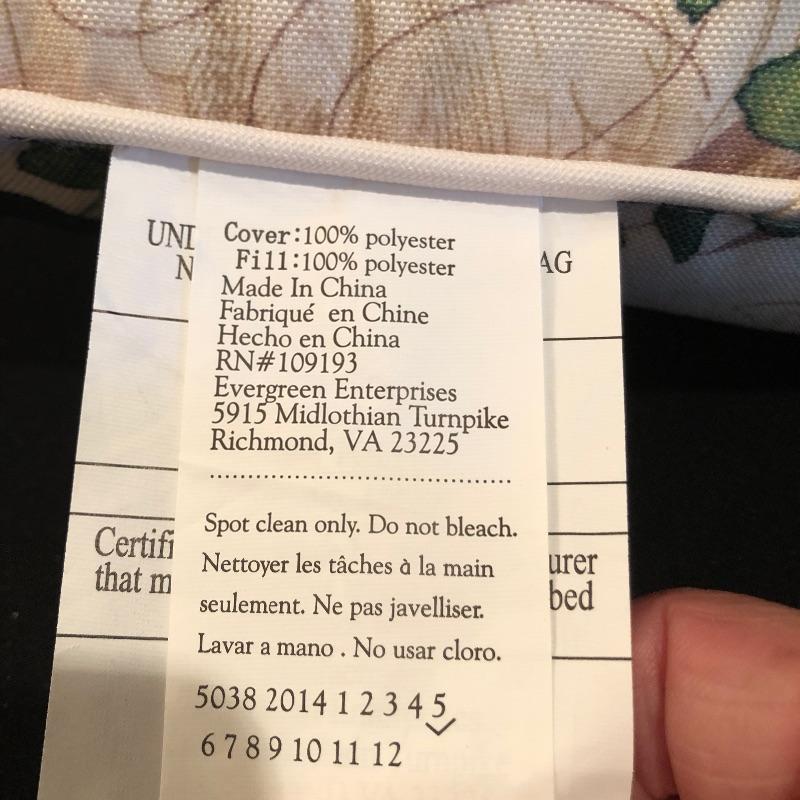 Cover:100% polyester
Fill:100% polyester
Made In China
Fabriqué en Chine
Hecho en China
RN#109193
Evergreen Enterprises
5915 Midlothian Turnpike
Richmond, VA 23225
Spot clean only. Do not bleach.
Nettoyer les tâches à la main
seulement. Ne pas javelliser.
Lavar a mano . No usar cloro.
5038 2014 1 2 3 4 5
6 7 8 9 10 11 12
that